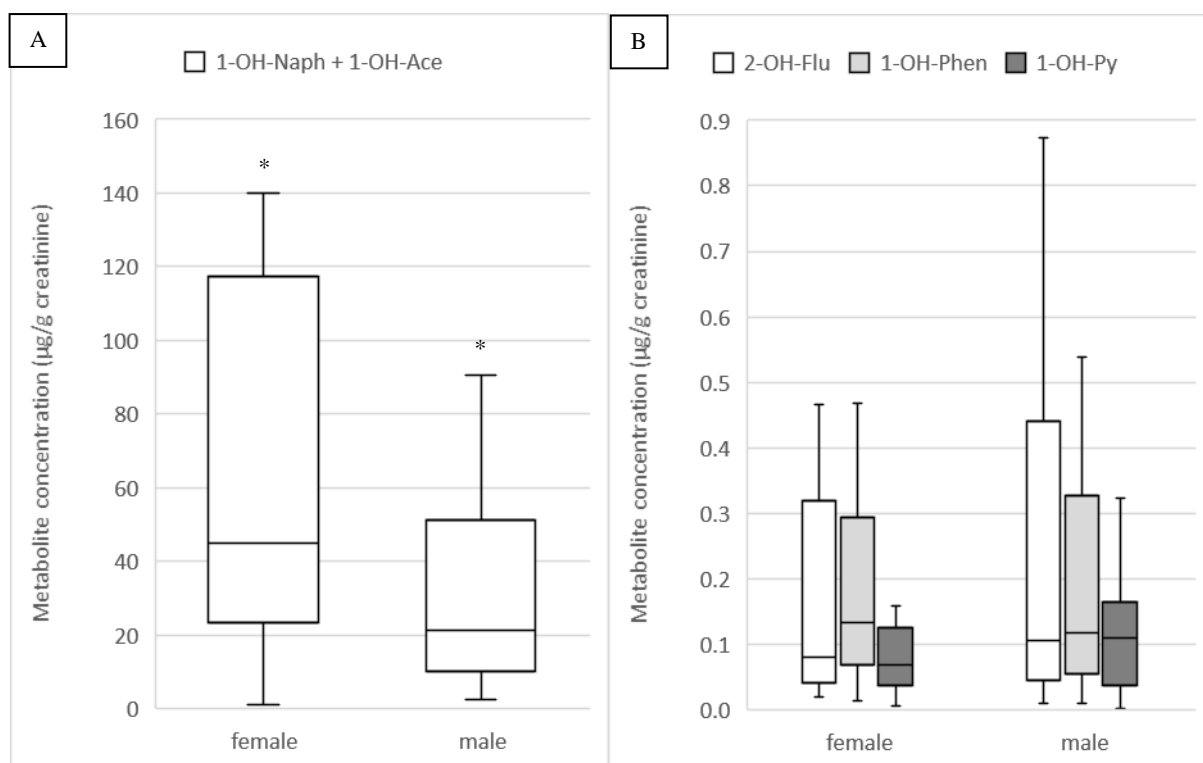 A
1-OH-Naph + 1-OH-Ace
Metabolite concentration (µg/g creatinine)
160
140
120
100
80
60
40
20
0
*
*
female male
B
2-OH-Flu 1-OH-Phen 1-OH-Py
Metabolite concentration (µg/g creatinine)
0.9
0.8
0.7
0.6
0.5
0.4
0.3
0.2
0.1
0.0
female male